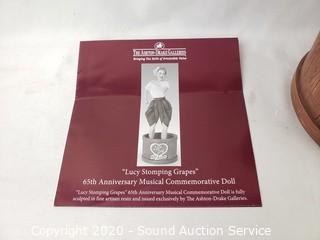 THE ASHTON-DRAKE GALLERIES
Bringing You Dolls of Irresistible Value
"Lucy Stomping Grapes"
65th Anniversary Musical Commemorative Doll
"Lucy Stomping Grapes" 65th Anniversary Musical Commemorative Doll is fully
sculpted in fine artisan resin and issued exclusively by The Ashton-Drake Galleries.
Copyright 2020 - Sound Auction Service